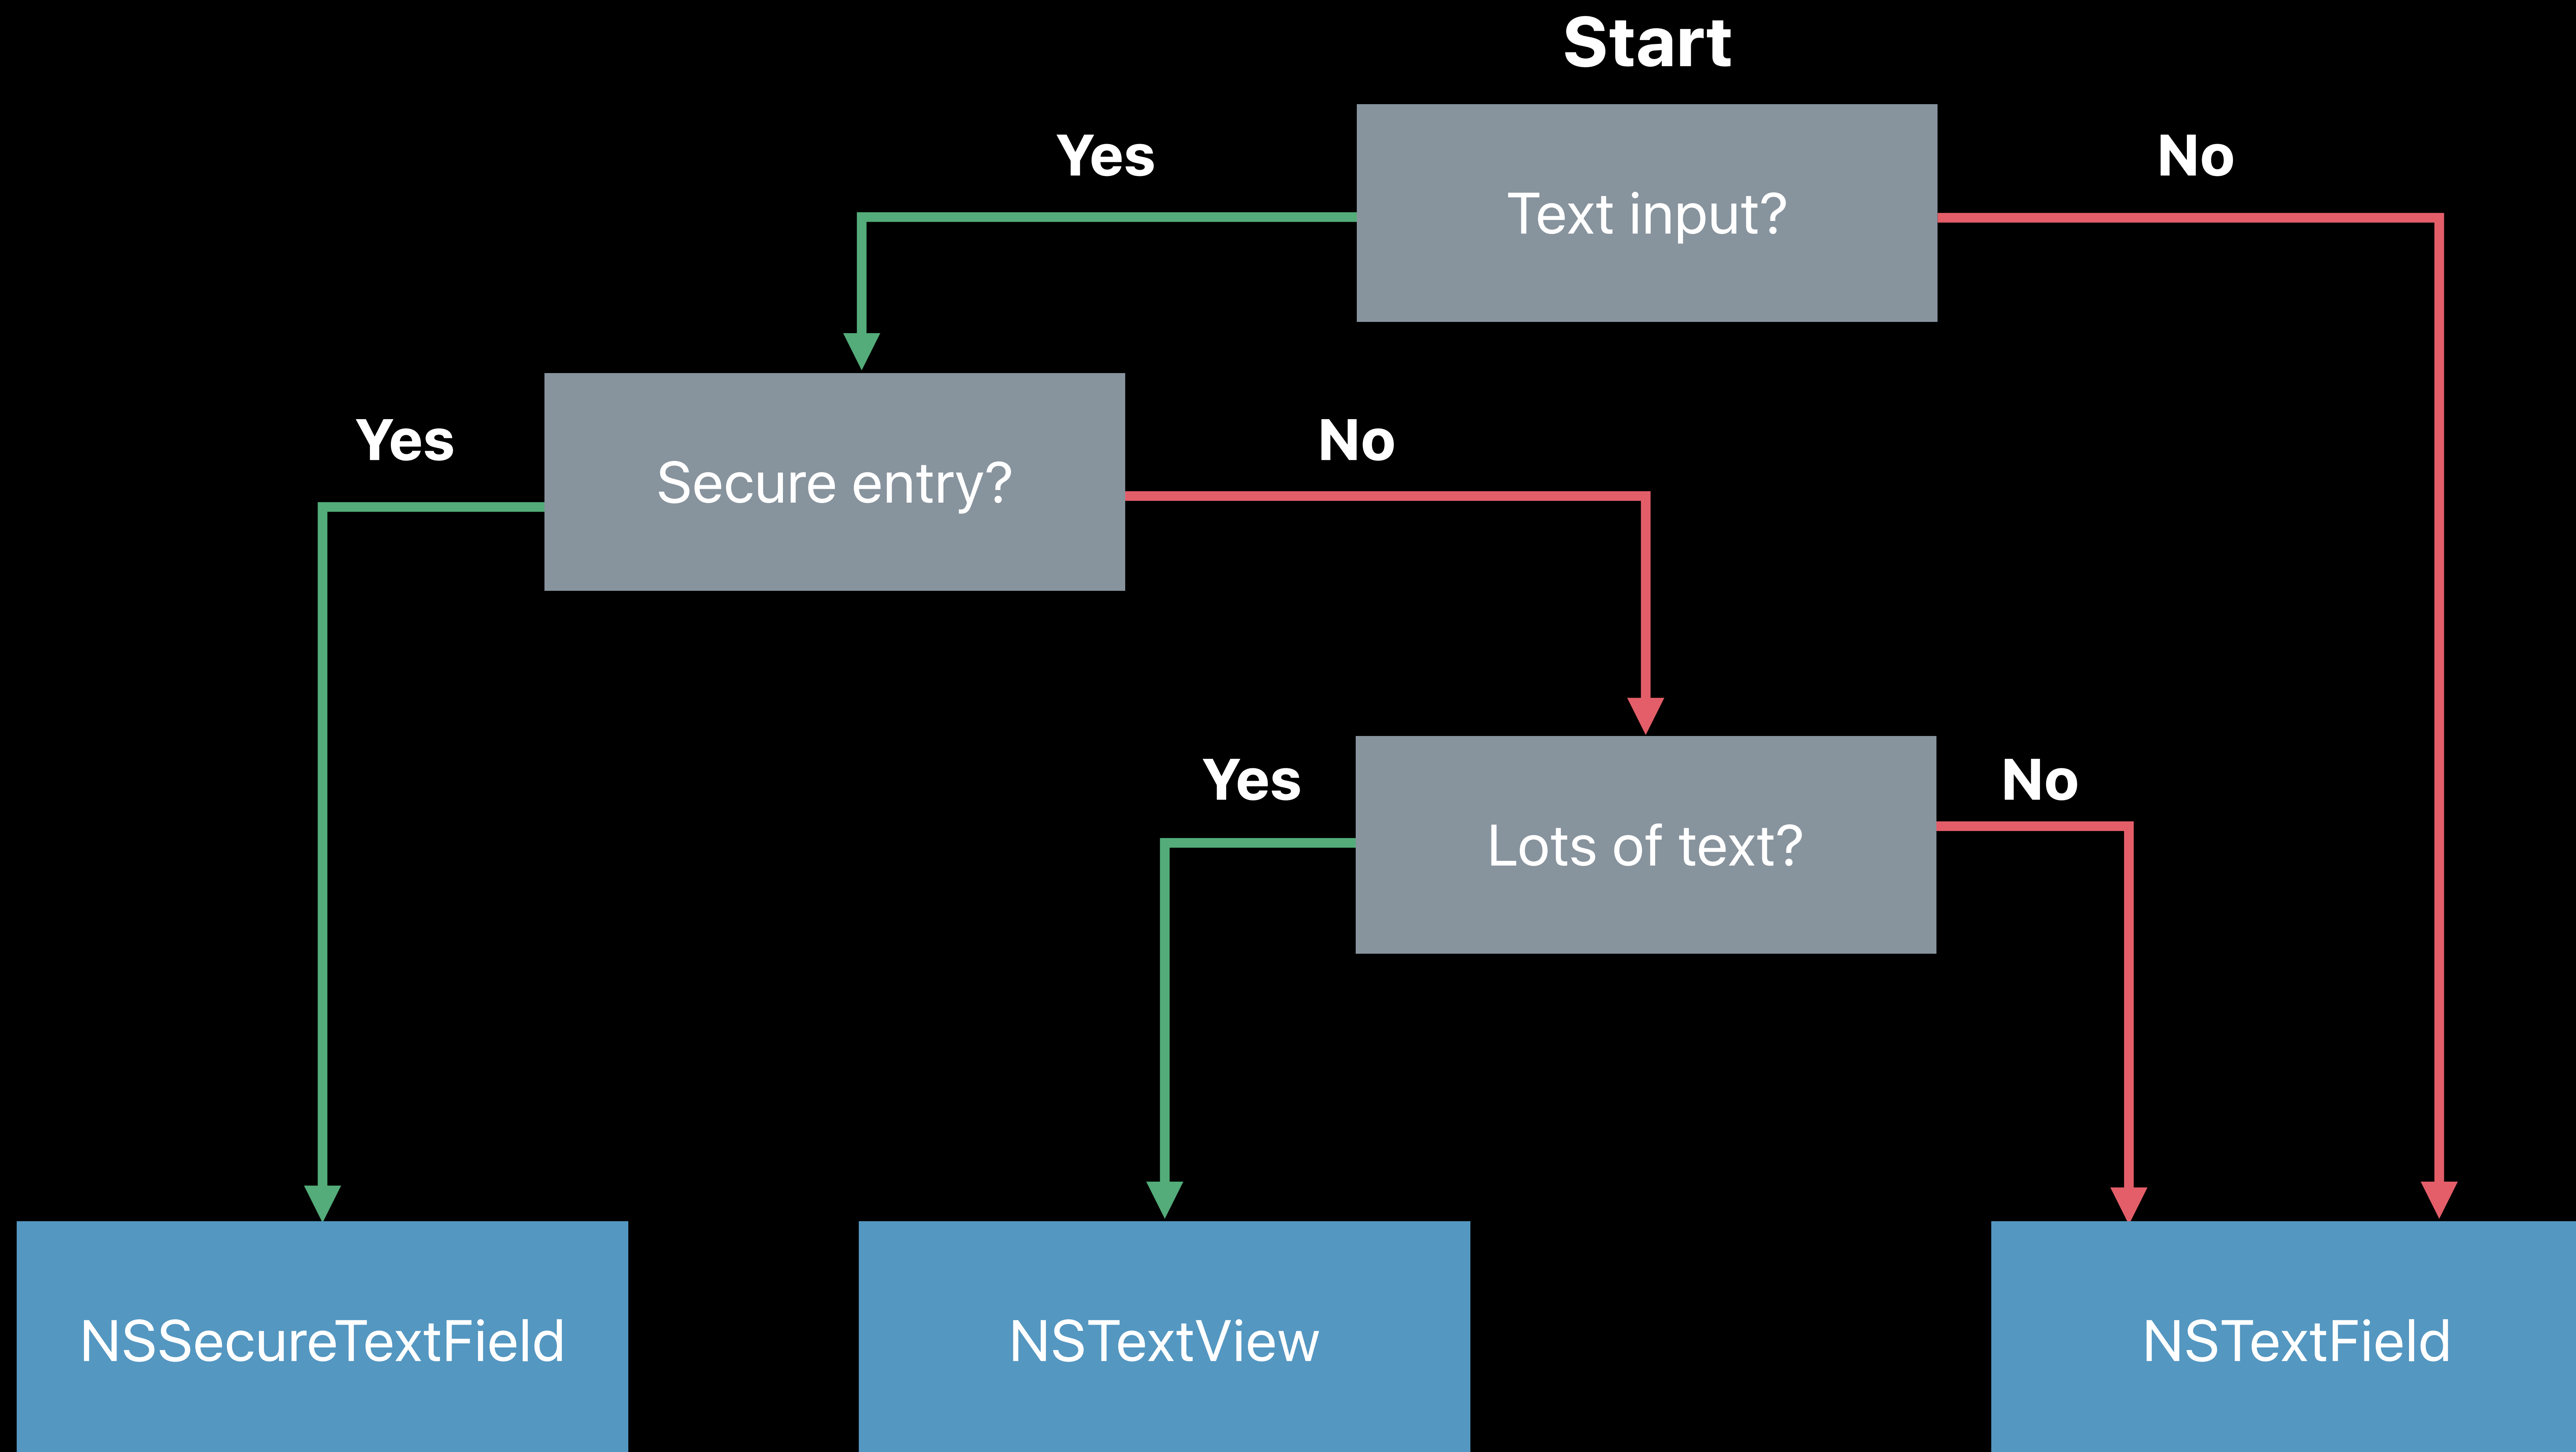 Start
Yes
No
Text input?
Yes
No
Secure entry?
Yes
No
Lots of text?
NSSecureTextField
NSTextView
NSTextField